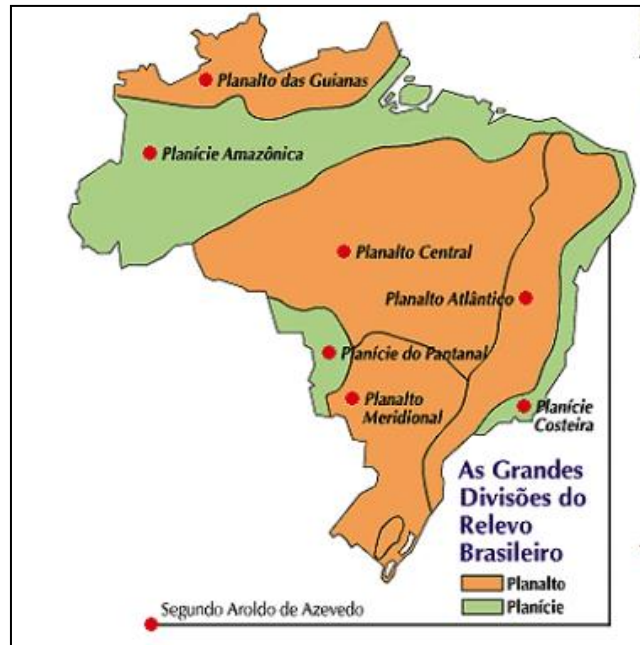 Planalto das Guianas
Planície Amazônica
Planalto Central
Planalto Atlântico
Planície do Pantanal
Planalto
Meridional
Planície
Costeira
As Grandes
Divisões do
Relevo
Brasileiro
Planalto
Planície
Segundo Aroldo de Azevedo